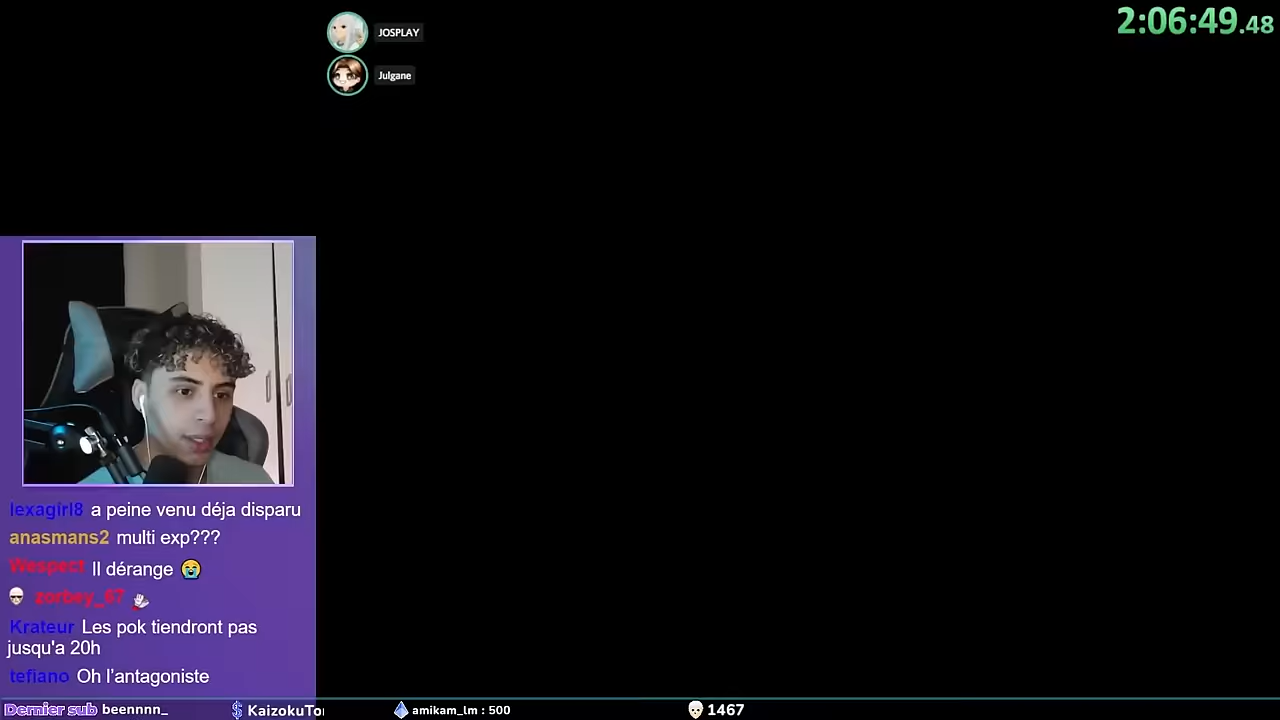 JOSPLAY
Julgane
2:06:49.48
lexagirl8 a peine venu déja disparu
anasmans2 multi exp???
Wespect Il dérange 😭
zorbey_67
Krateur Les pok tiendront pas
jusqu'a 20h
tefiano Oh l'antagoniste
Dernier sub beennnn_
KaizokuTo
amikam_lm : 500
1467